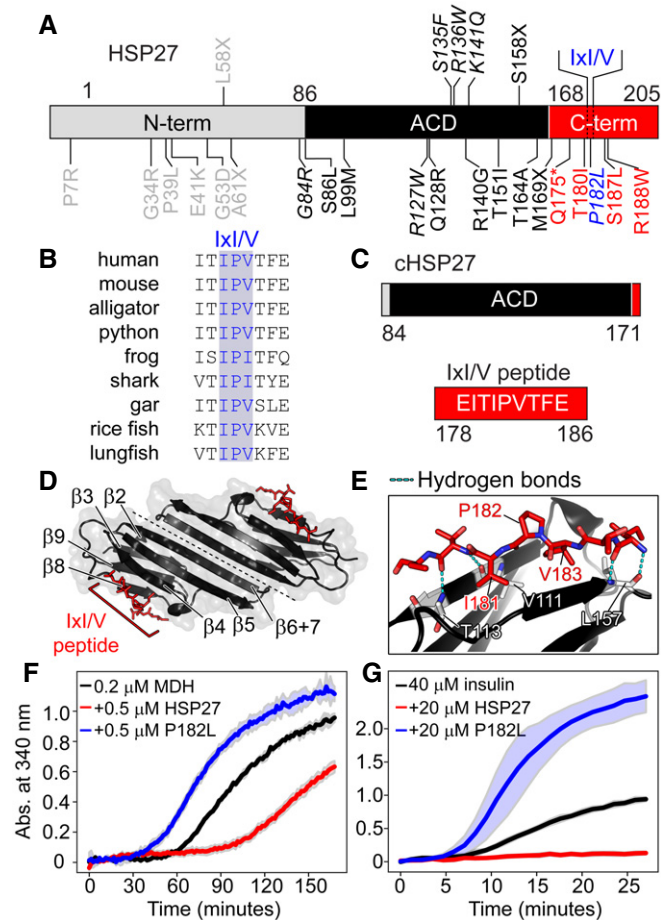 A
HSP27
1
L58X
86
S135F
R136W
K141Q
S158X
IxI/V
168
205
N-term
ACD
C-term
P7R
G34R
P39L
E41K
G53D
A61X
G84R
S86L
L99M
R127W
Q128R
R140G
T151I
T164A
M169X
Q175*
T180I
P182L
S187L
R188W
B
IxI/V
human ITIPVTFE
mouse ITIPVTFE
alligator ITIPVTFE
python ITIPVTFE
frog ISIPITFQ
shark VTIPITYE
gar ITIPVSLE
rice fish KTIPVKVE
lungfish VTIPVKFE
C
cHSP27
ACD
84
171
IxI/V peptide
EITIPVTFE
178
186
D
β3
β2
β9
β8
IxI/V
peptide
β4
β5
β6+7
E
Hydrogen bonds
P182
V183
I181
V111
T113
L157
F
0.2 μM MDH
+0.5 μM HSP27
+0.5 μM P182L
Abs. at 340 nm
1.0
0.8
0.6
0.4
0.2
0
0 30 60 90 120 150
Time (minutes)
G
40 μM insulin
+20 μM HSP27
+20 μM P182L
2.0
1.5
1.0
0.5
0.0
0 5 10 15 20 25
Time (minutes)